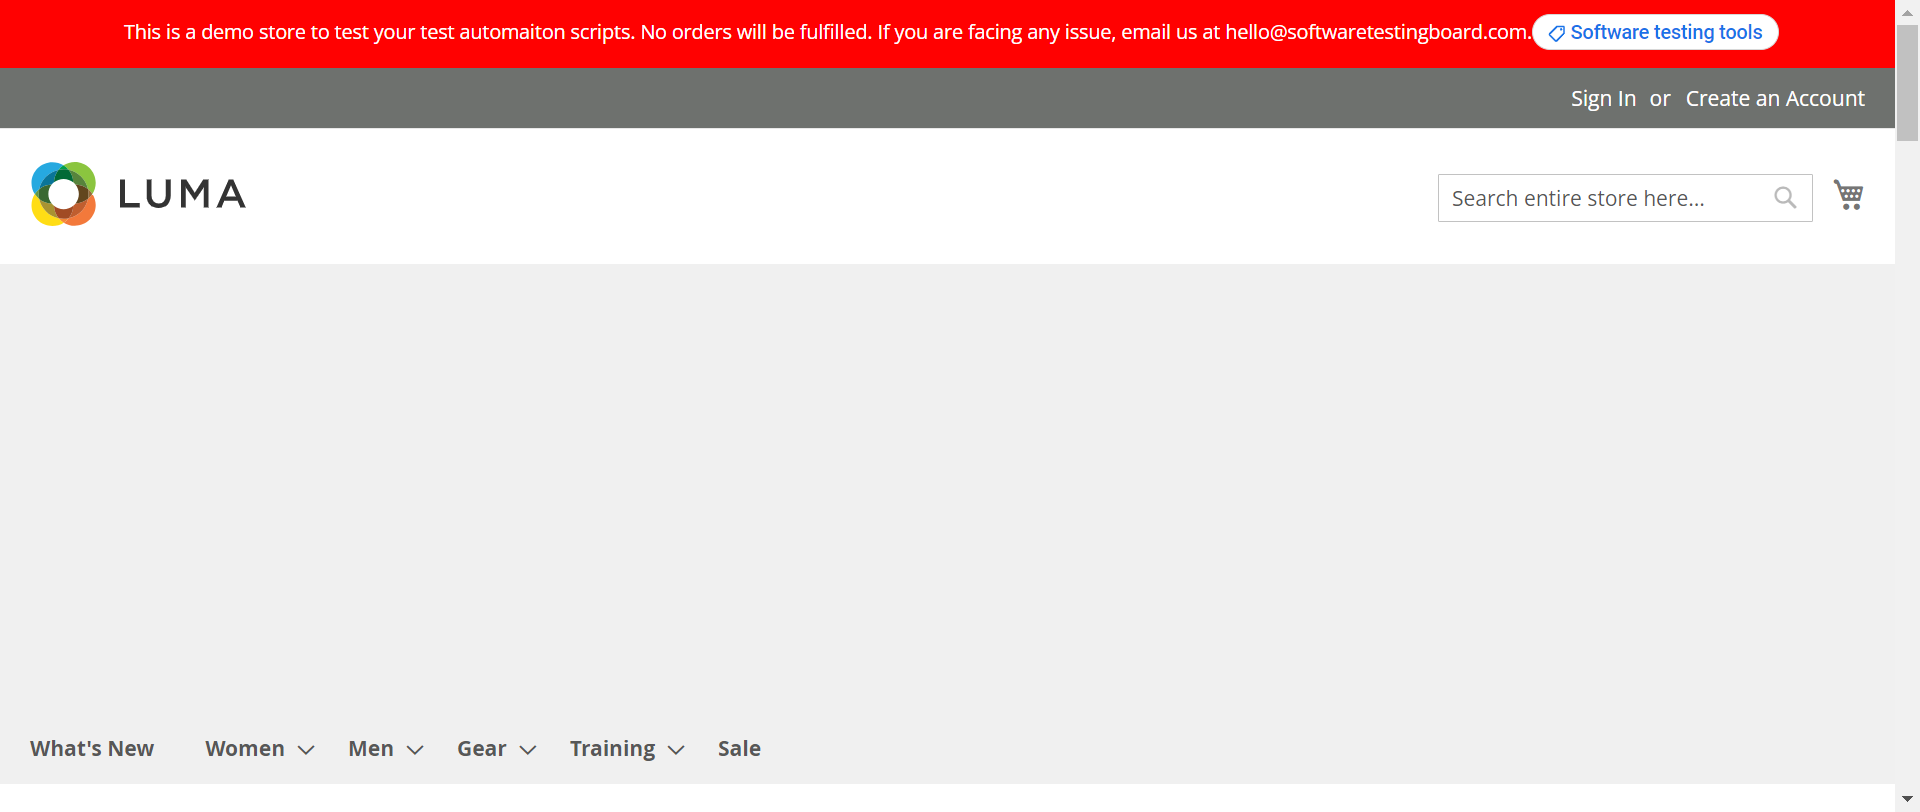 This is a demo store to test your test automaiton scripts. No orders will be fulfilled. If you are facing any issue, email us at hello@softwaretestingboard.com. Software testing tools
Sign In or Create an Account
LUMA
Search entire store here...
What's New Women Men Gear Training Sale